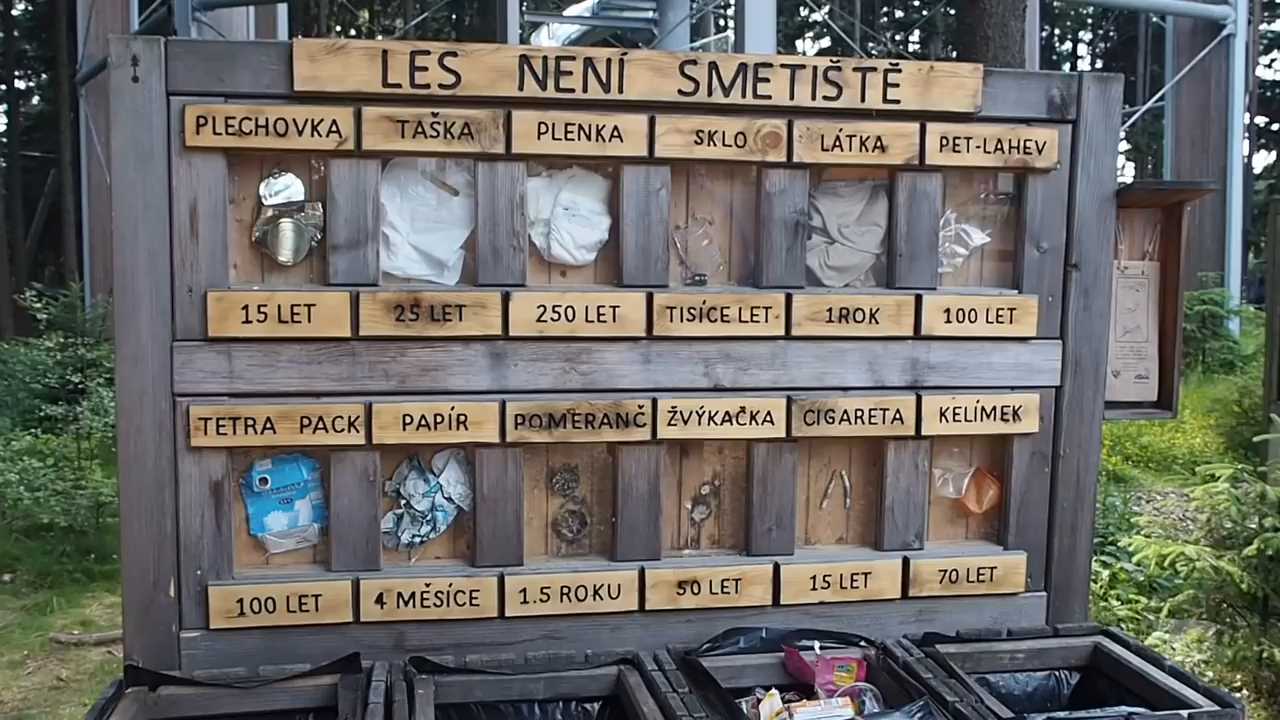 LES NENÍ SMETIŠTĚ
PLECHOVKA TAŠKA PLENKA SKLO LÁTKA PET-LAHEV
15 LET 25 LET 250 LET TISÍCE LET 1ROK 100 LET
TETRA PACK PAPÍR POMERANČ ŽVÝKAČKA CIGARETA KELÍMEK
100 LET 4 MĚSÍCE 1.5 ROKU 50 LET 15 LET 70 LET